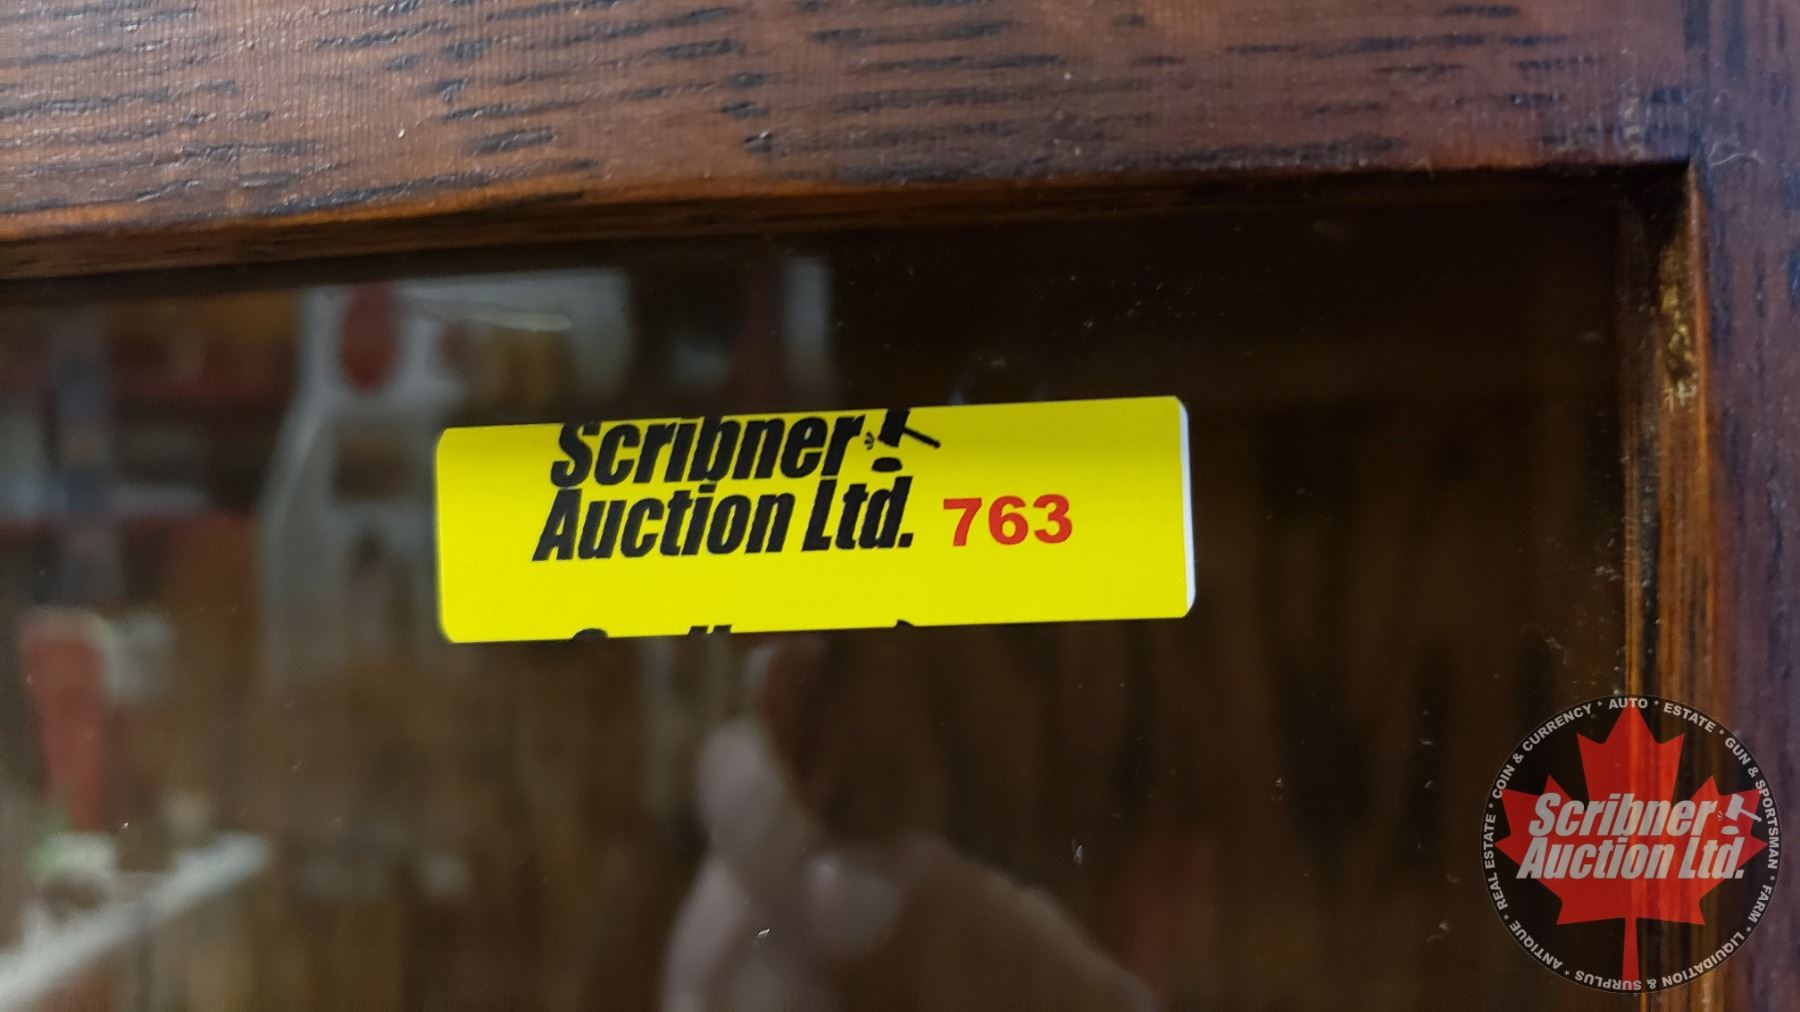 Scribner
Auction Ltd. 763
REAL ESTATE * COIN & CURRENCY * AUTO * ESTATE * GUN & SPORTSMAN * FARM * LIQUIDATION & SURPLUS * ANTIQUE *
Scribner
Auction Ltd.